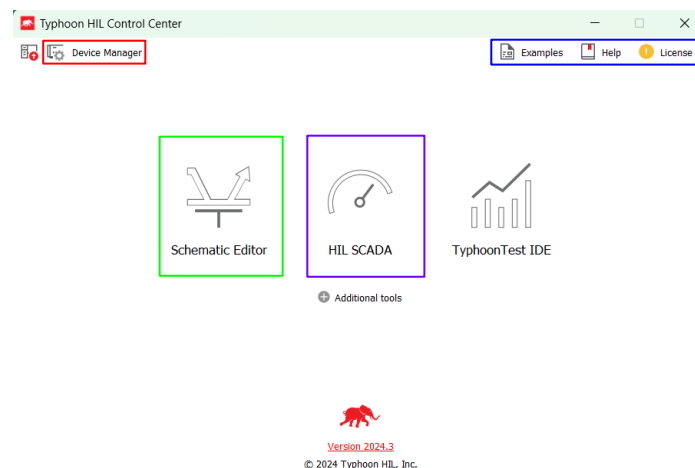 Typhoon HIL Control Center
Device Manager
Examples Help License
Schematic Editor HIL SCADA TyphoonTest IDE
Additional tools
Version 2024.3
© 2024 Typhoon HIL, Inc.